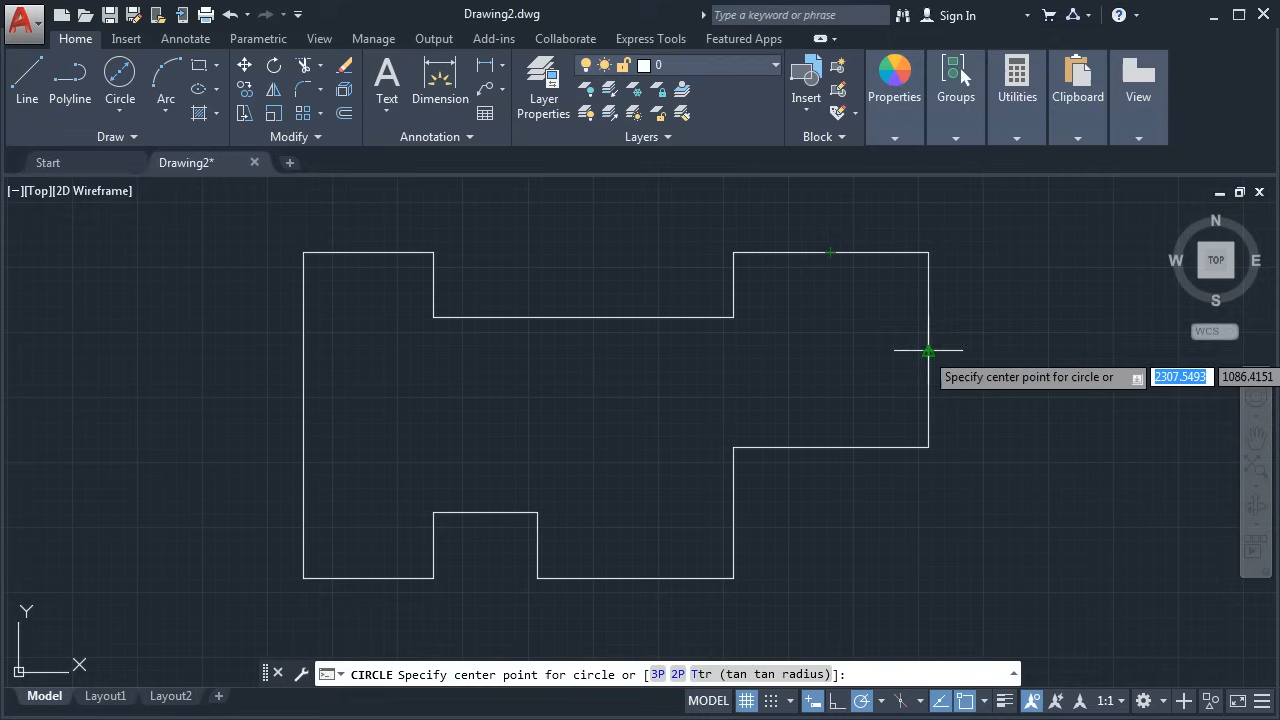 A
Drawing2.dwg
Type a keyword or phrase
Sign In
?
Home Insert Annotate Parametric View Manage Output Add-ins Collaborate Express Tools Featured Apps
Line Polyline Circle Arc
A Text Dimension
Layer Properties
0
Insert Properties Groups Utilities Clipboard View
Draw Modify Annotation Layers Block
Start Drawing2*
[−][Top][2D Wireframe]
N
W TOP E
S
WCS
Specify center point for circle or 2307.5493 1086.4151
Y
X
CIRCLE Specify center point for circle or [3P 2P Ttr (tan tan radius)]:
Model Layout1 Layout2 +
MODEL 1:1